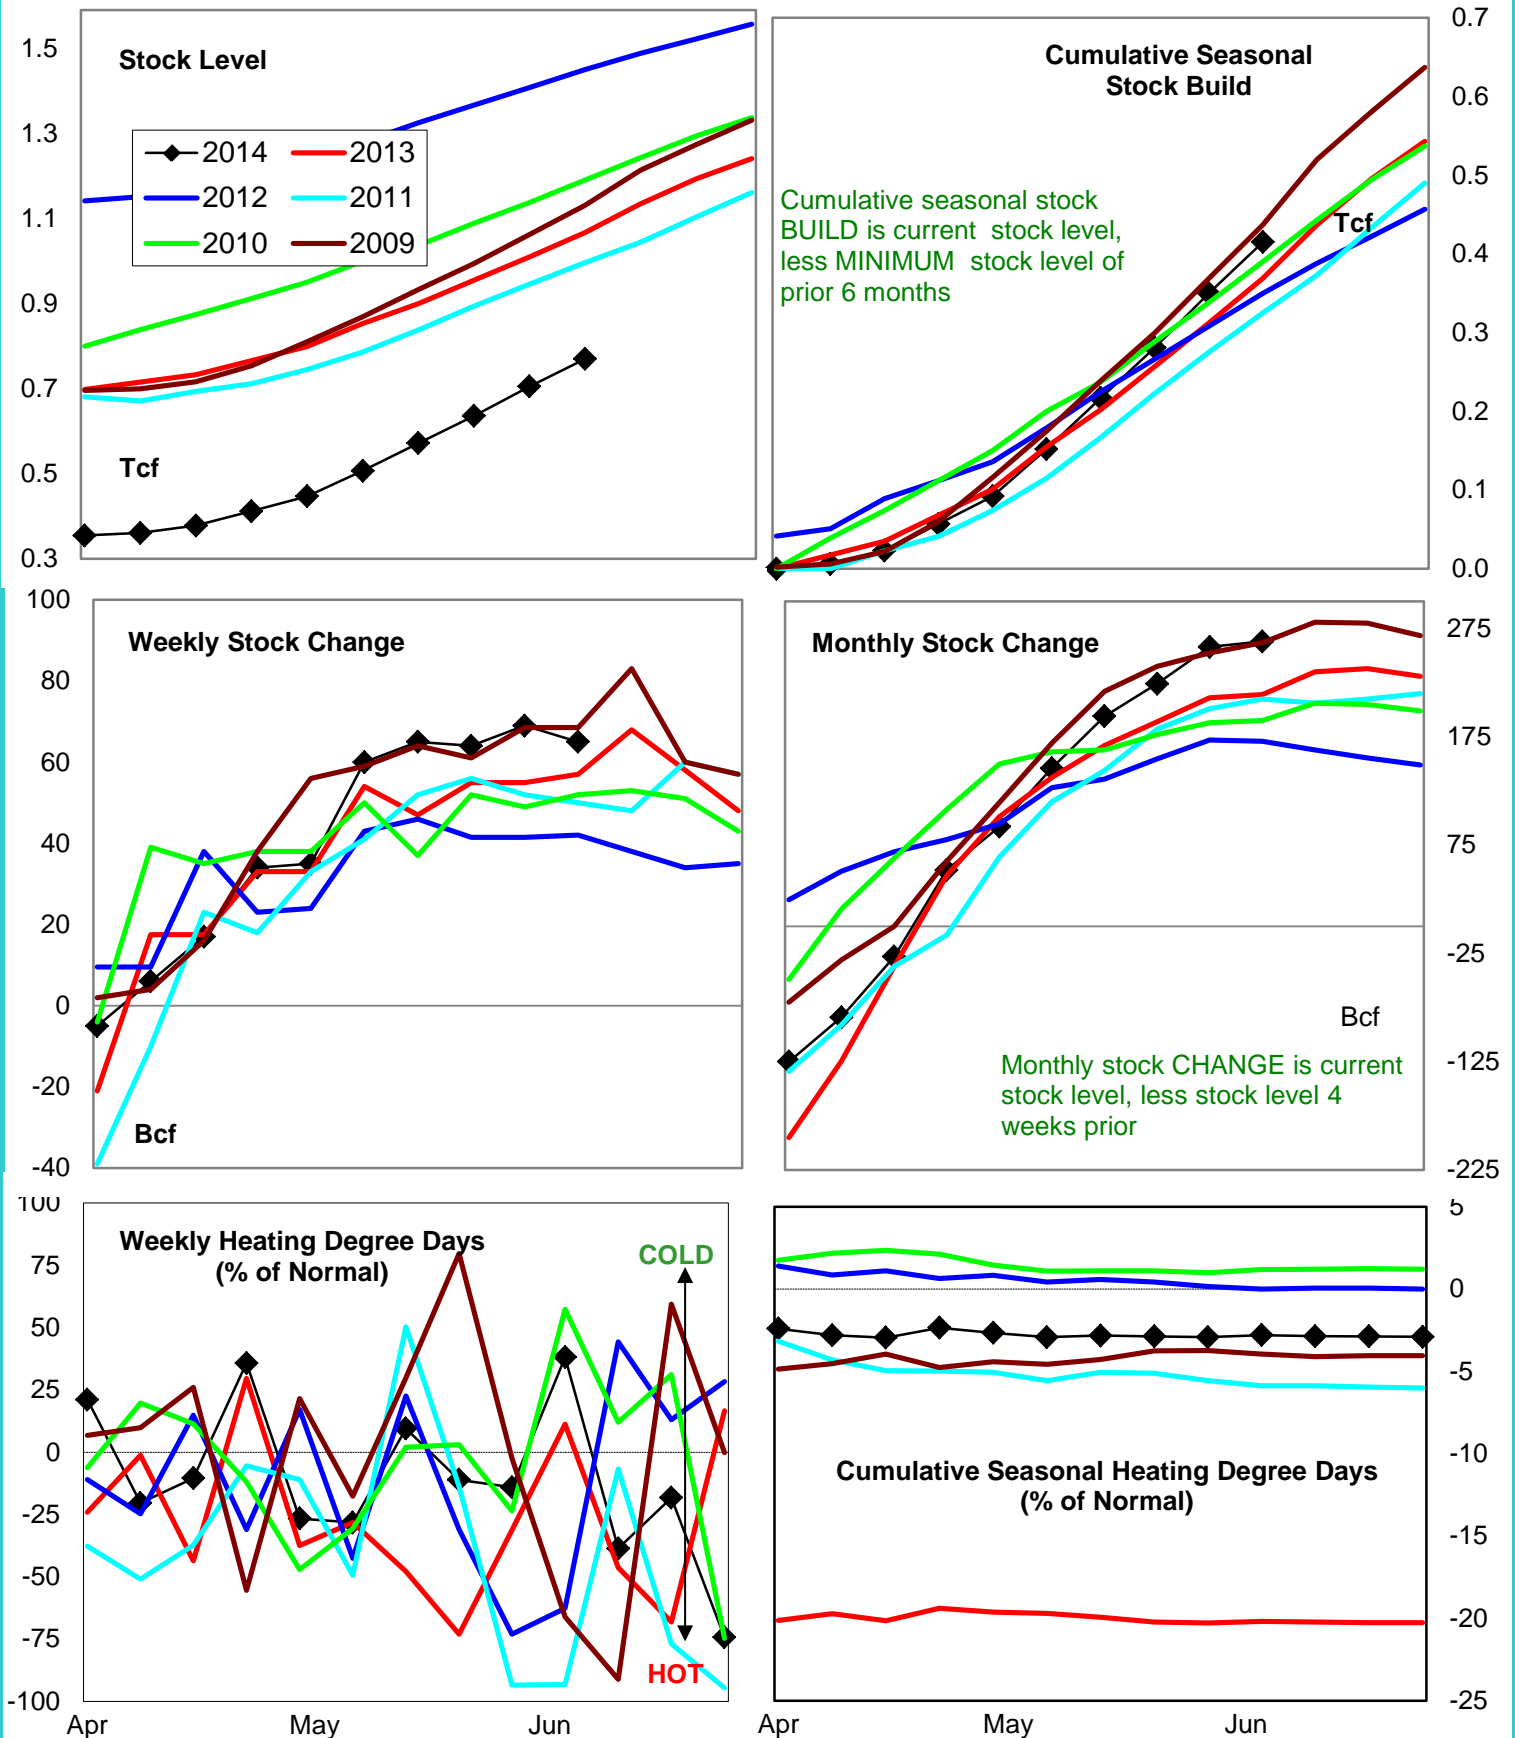 Stock Level
1.5
1.3
1.1
0.9
0.7
0.5
0.3
2014 2013
2012 2011
2010 2009
Tcf
Cumulative Seasonal
Stock Build
0.7
0.6
0.5
0.4
0.3
0.2
0.1
0.0
Cumulative seasonal stock
BUILD is current stock level,
less MINIMUM stock level of
prior 6 months
Tcf
Weekly Stock Change
100
80
60
40
20
0
-20
-40
Bcf
Monthly Stock Change
275
175
75
-25
-125
-225
Bcf
Monthly stock CHANGE is current
stock level, less stock level 4
weeks prior
Weekly Heating Degree Days
(% of Normal)
100
75
50
25
0
-25
-50
-75
-100
COLD
HOT
Apr May Jun
5
0
-5
-10
-15
-20
-25
Cumulative Seasonal Heating Degree Days
(% of Normal)
Apr May Jun